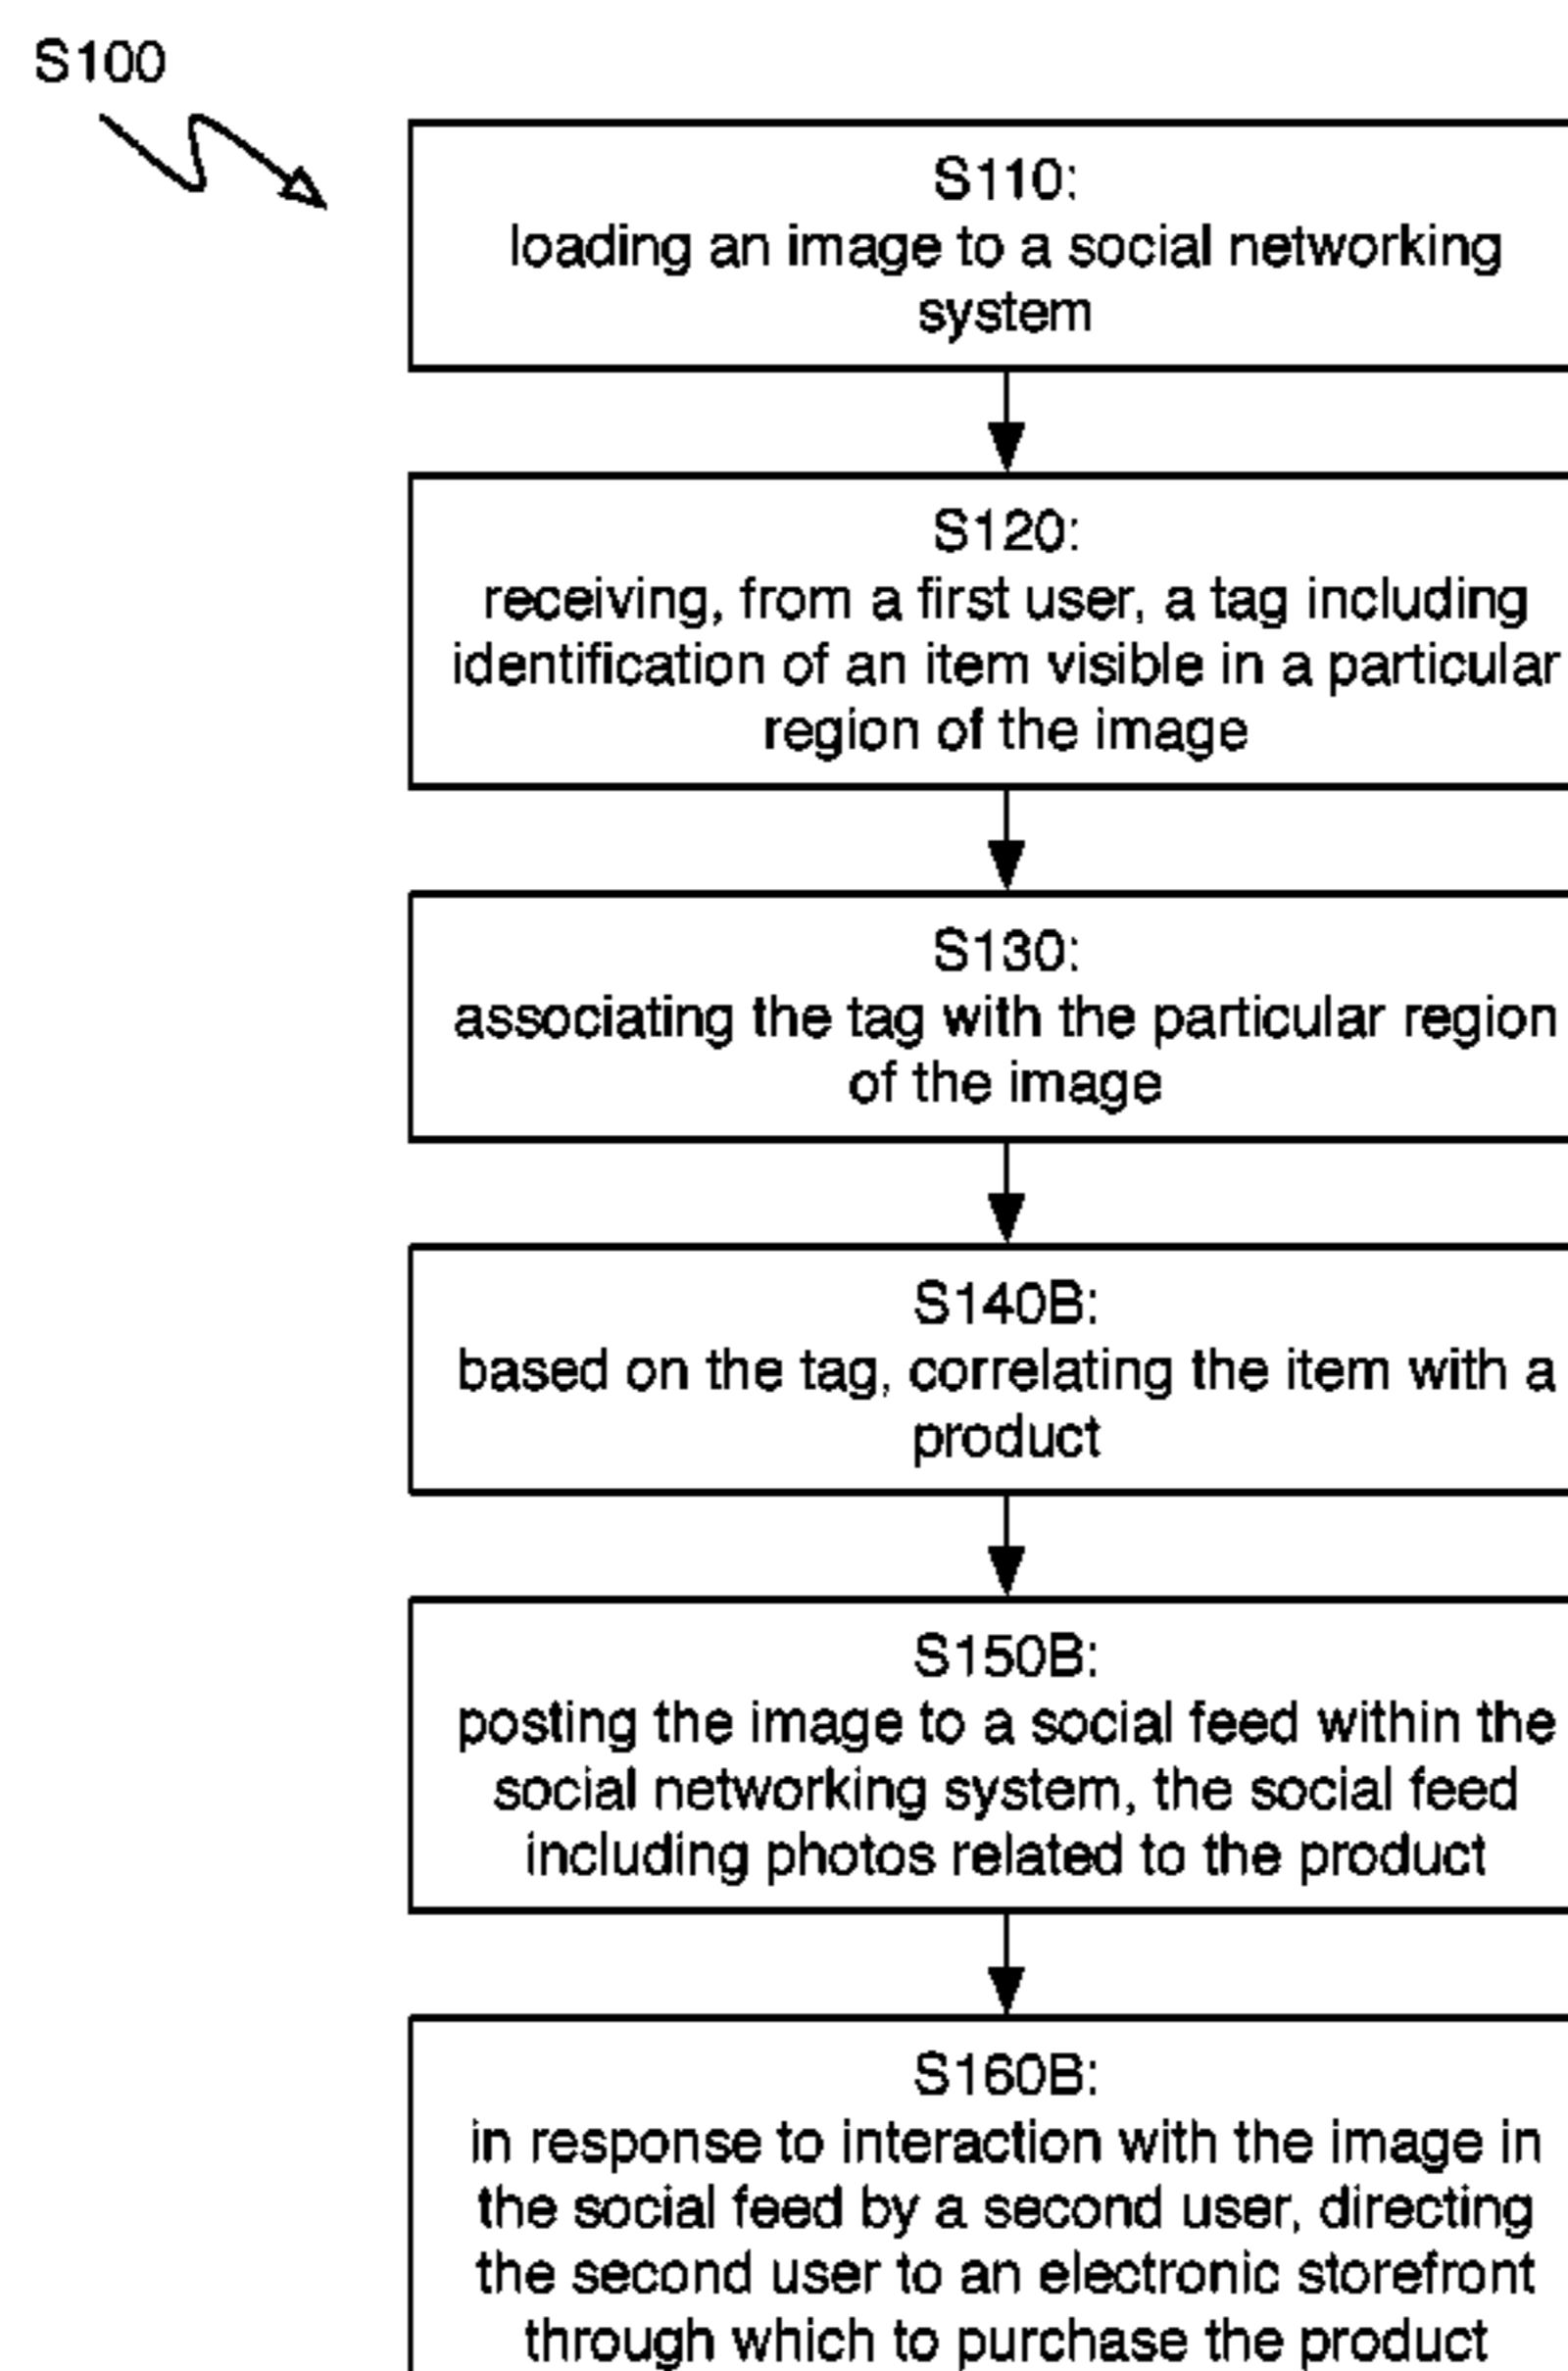 S100
S110:
loading an image to a social networking
system
S120:
receiving, from a first user, a tag including
identification of an item visible in a particular
region of the image
S130:
associating the tag with the particular region
of the image
S140B:
based on the tag, correlating the item with a
product
S150B:
posting the image to a social feed within the
social networking system, the social feed
including photos related to the product
S160B:
in response to interaction with the image in
the social feed by a second user, directing
the second user to an electronic storefront
through which to purchase the product